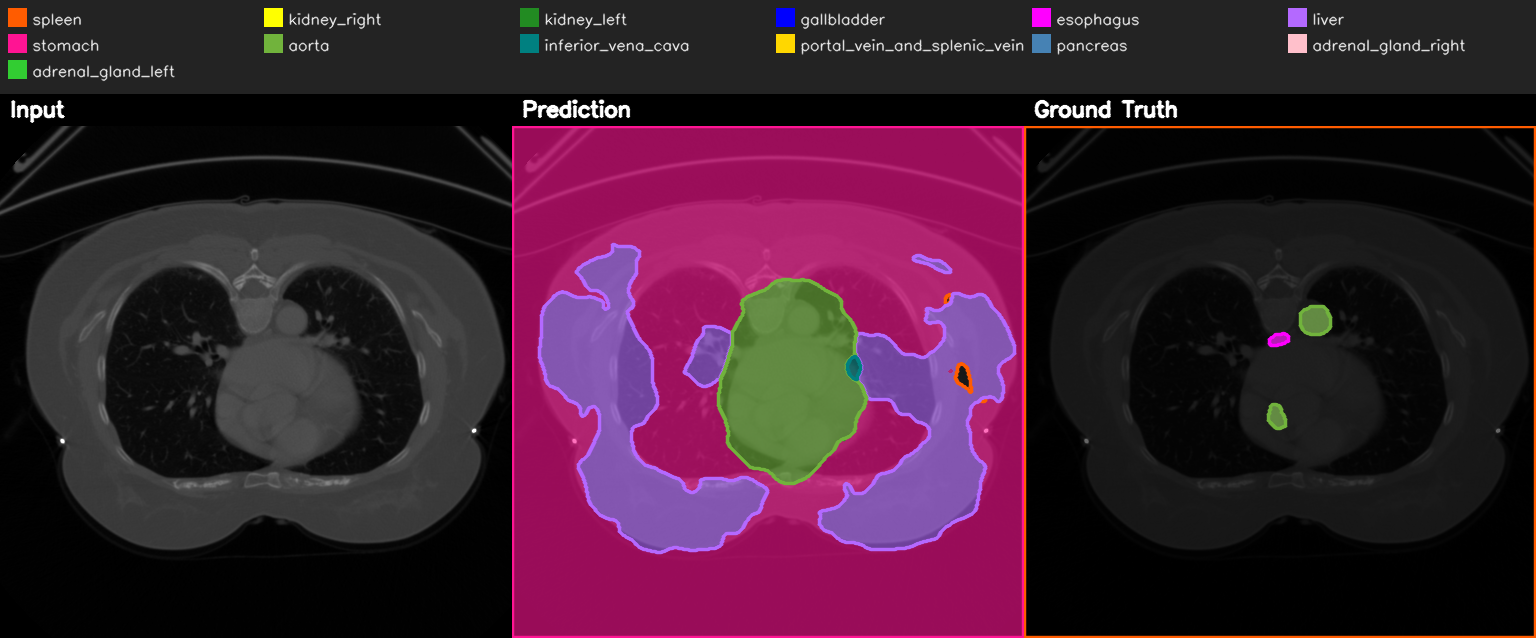 spleen kidney_right kidney_left gallbladder esophagus liver
stomach aorta inferior_vena_cava portal_vein_and_splenic_vein pancreas adrenal_gland_right
adrenal_gland_left
Input Prediction Ground Truth